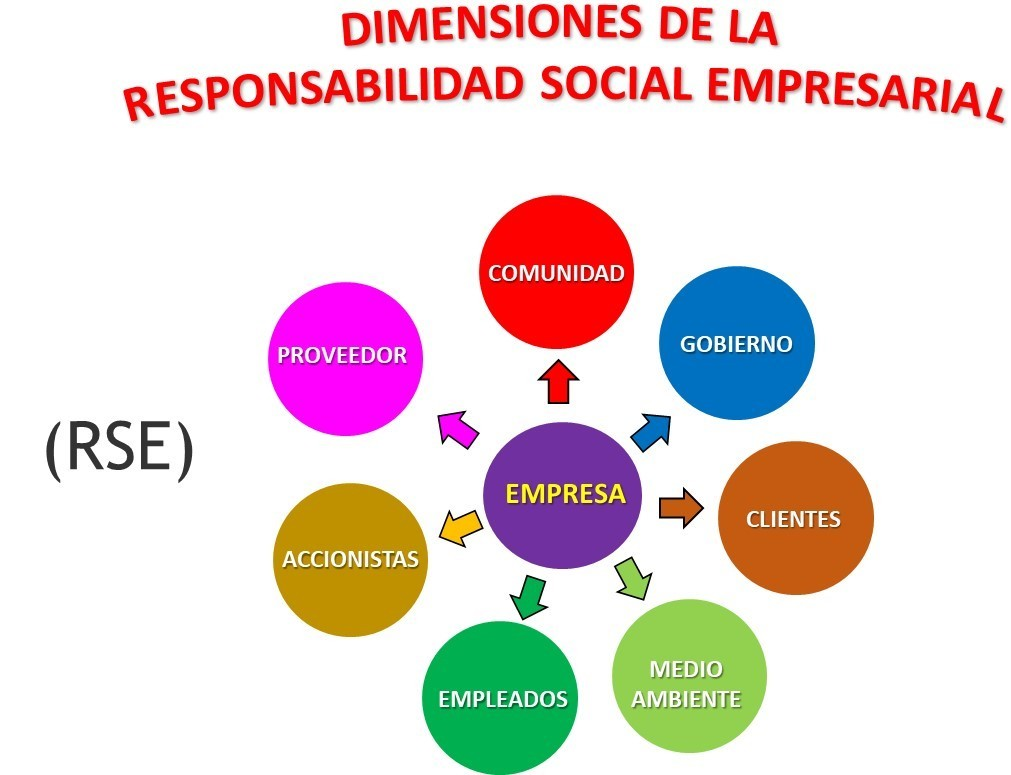 DIMENSIONES DE LA
RESPONSABILIDAD SOCIAL EMPRESARIAL
COMUNIDAD
GOBIERNO
PROVEEDOR
(RSE)
EMPRESA
CLIENTES
ACCIONISTAS
EMPLEADOS
MEDIO
AMBIENTE